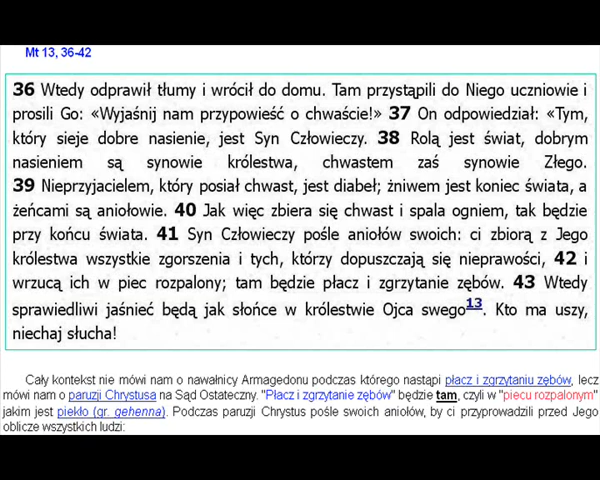 Mt 13, 36-42
36 Wtedy odprawił tłumy i wrócił do domu. Tam przystąpili do Niego uczniowie i
prosili Go: «Wyjaśnij nam przypowieść o chwaście!» 37 On odpowiedział: «Tym,
który sieje dobre nasienie, jest Syn Człowieczy. 38 Rolą jest świat, dobrym
nasieniem są synowie królestwa, chwastem zaś synowie Złego.
39 Nieprzyjacielem, który posiał chwast, jest diabeł; żniwem jest koniec świata, a
żeńcami są aniołowie. 40 Jak więc zbiera się chwast i spala ogniem, tak będzie
przy końcu świata. 41 Syn Człowieczy pośle aniołów swoich: ci zbiorą z Jego
królestwa wszystkie zgorszenia i tych, którzy dopuszczają się nieprawości, 42 i
wrzucą ich w piec rozpalony; tam będzie płacz i zgrzytanie zębów. 43 Wtedy
sprawiedliwi jaśnieć będą jak słońce w królestwie Ojca swego13. Kto ma uszy,
niechaj słucha!
Cały kontekst nie mówi nam o nawałnicy Armagedonu podczas którego nastąpi płacz i zgrzytaniu zębów, lecz
mówi nam o paruzji Chrystusa na Sąd Ostateczny. "Płacz i zgrzytanie zębów" będzie tam, czyli w "piecu rozpalonym"
jakim jest piekło (gr. gehenna). Podczas paruzji Chrystus pośle swoich aniołów, by ci przyprowadzili przed Jego
oblicze wszystkich ludzi: